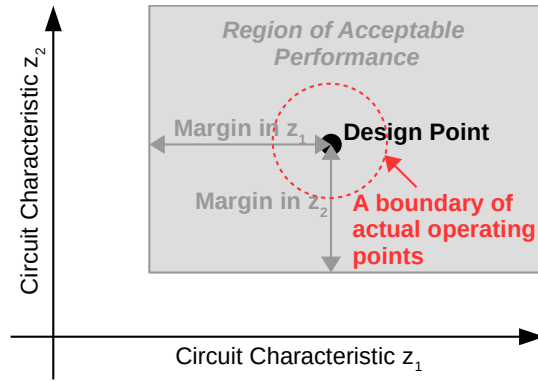 Region of Acceptable
Performance
Margin in z₁
Design Point
Margin in z₂
A boundary of
actual operating
points
Circuit Characteristic z₂
Circuit Characteristic z₁